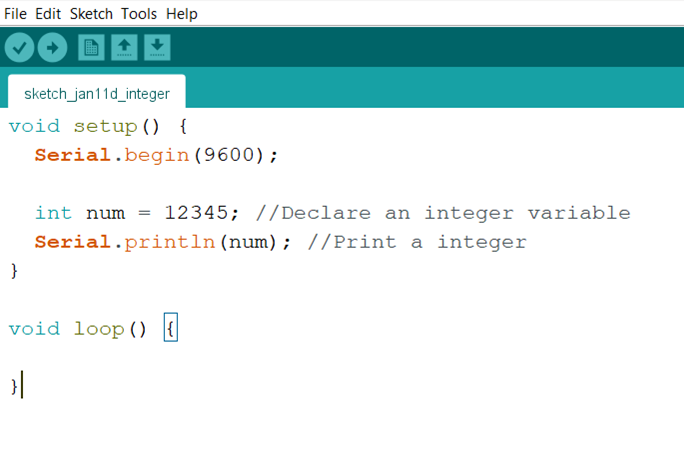 File Edit Sketch Tools Help
sketch_jan11d_integer
void setup() {
  Serial.begin(9600);
  int num = 12345; //Declare an integer variable
  Serial.println(num); //Print a integer
}
void loop() {
}